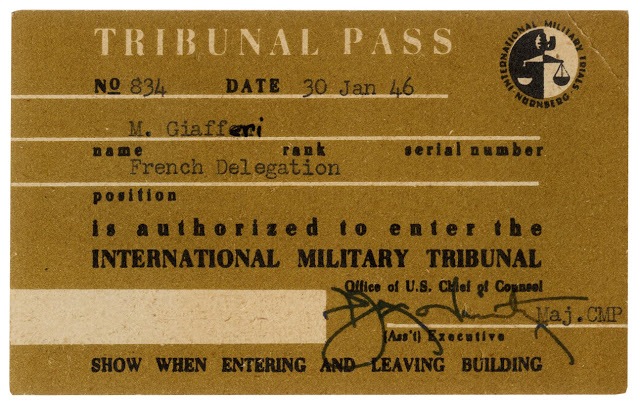 TRIBUNAL PASS
INTERNATIONAL MILITARY TRIALS
NURNBERG
No 834 DATE 30 Jan 46
M. Giafferi
name rank serial number
French Delegation
position
is authorized to enter the
INTERNATIONAL MILITARY TRIBUNAL
Office of U.S. Chief of Counsel
Maj. CMP
(Ass't) Executive
SHOW WHEN ENTERING AND LEAVING BUILDING